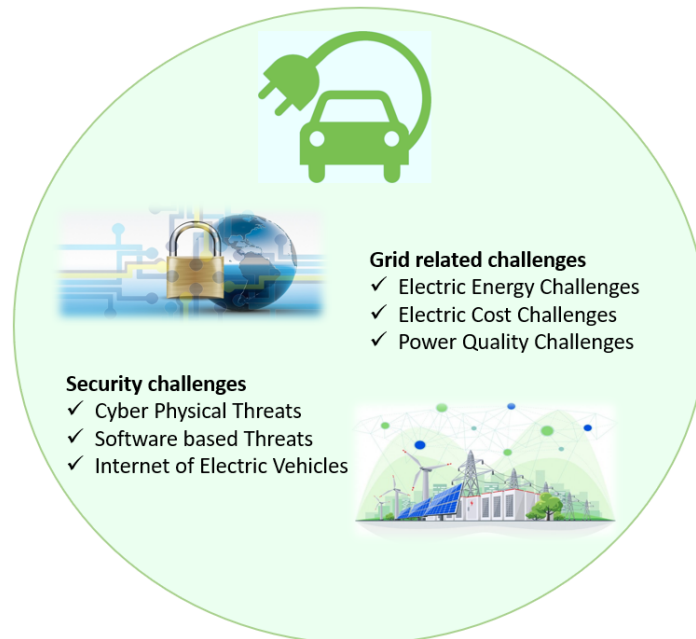 Grid related challenges
✓ Electric Energy Challenges
✓ Electric Cost Challenges
✓ Power Quality Challenges
Security challenges
✓ Cyber Physical Threats
✓ Software based Threats
✓ Internet of Electric Vehicles